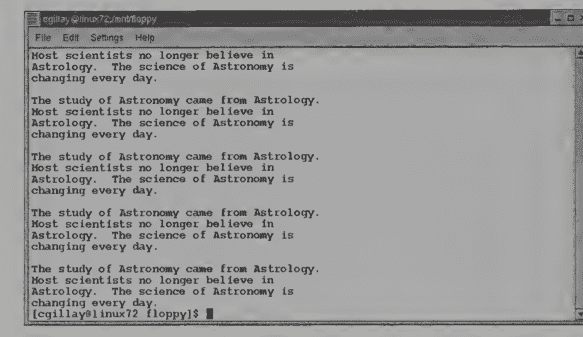 cgillay@linux72:/mnt/floppy
File Edit Settings Help
Most scientists no longer believe in
Astrology. The science of Astronomy is
changing every day.

The study of Astronomy came from Astrology.
Most scientists no longer believe in
Astrology. The science of Astronomy is
changing every day.

The study of Astronomy came from Astrology.
Most scientists no longer believe in
Astrology. The science of Astronomy is
changing every day.

The study of Astronomy came from Astrology.
Most scientists no longer believe in
Astrology. The science of Astronomy is
changing every day.

The study of Astronomy came from Astrology.
Most scientists no longer believe in
Astrology. The science of Astronomy is
changing every day.
[cgillay@linux72 floppy]$